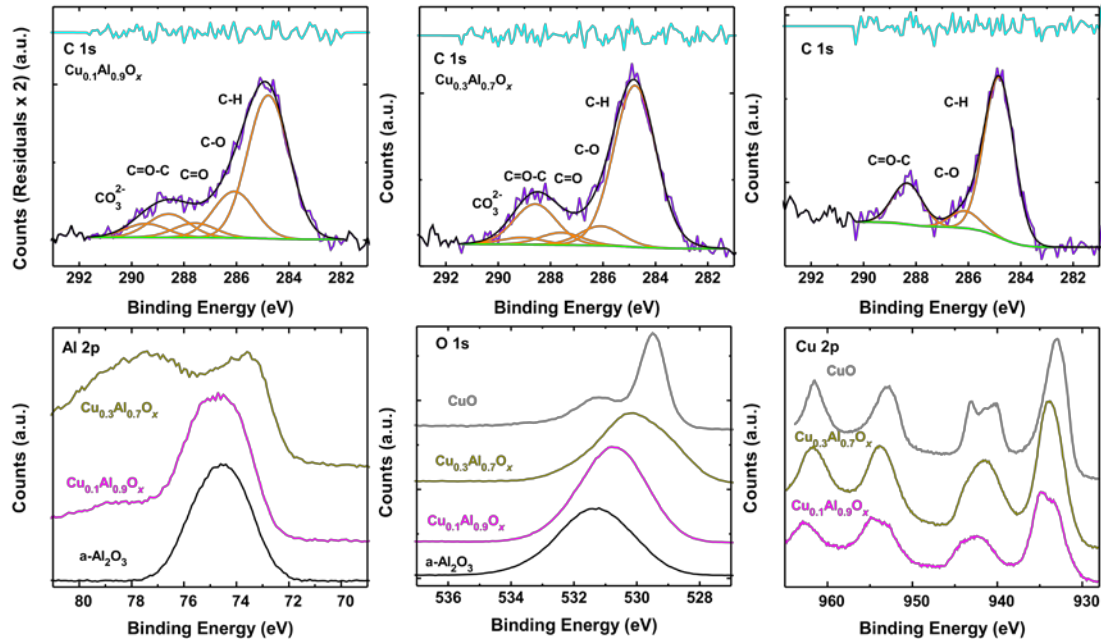 C 1s
Cu0.1Al0.9Ox
C-H
C-O
C=O-C
C=O
CO3^2-
Counts (Residuals x 2) (a.u.)
292 290 288 286 284 282
Binding Energy (eV)
C 1s
Cu0.3Al0.7Ox
C-H
C-O
C=O-C
C=O
CO3^2-
Counts (a.u.)
292 290 288 286 284 282
Binding Energy (eV)
C 1s
C-H
C=O-C
C-O
Counts (a.u.)
292 290 288 286 284 282
Binding Energy (eV)
Al 2p
Cu0.3Al0.7Ox
Cu0.1Al0.9Ox
a-Al2O3
Counts (a.u.)
80 78 76 74 72 70
Binding Energy (eV)
O 1s
CuO
Cu0.3Al0.7Ox
Cu0.1Al0.9Ox
a-Al2O3
Counts (a.u.)
536 534 532 530 528
Binding Energy (eV)
Cu 2p
CuO
Cu0.3Al0.7Ox
Cu0.1Al0.9Ox
Counts (a.u.)
960 950 940 930
Binding Energy (eV)